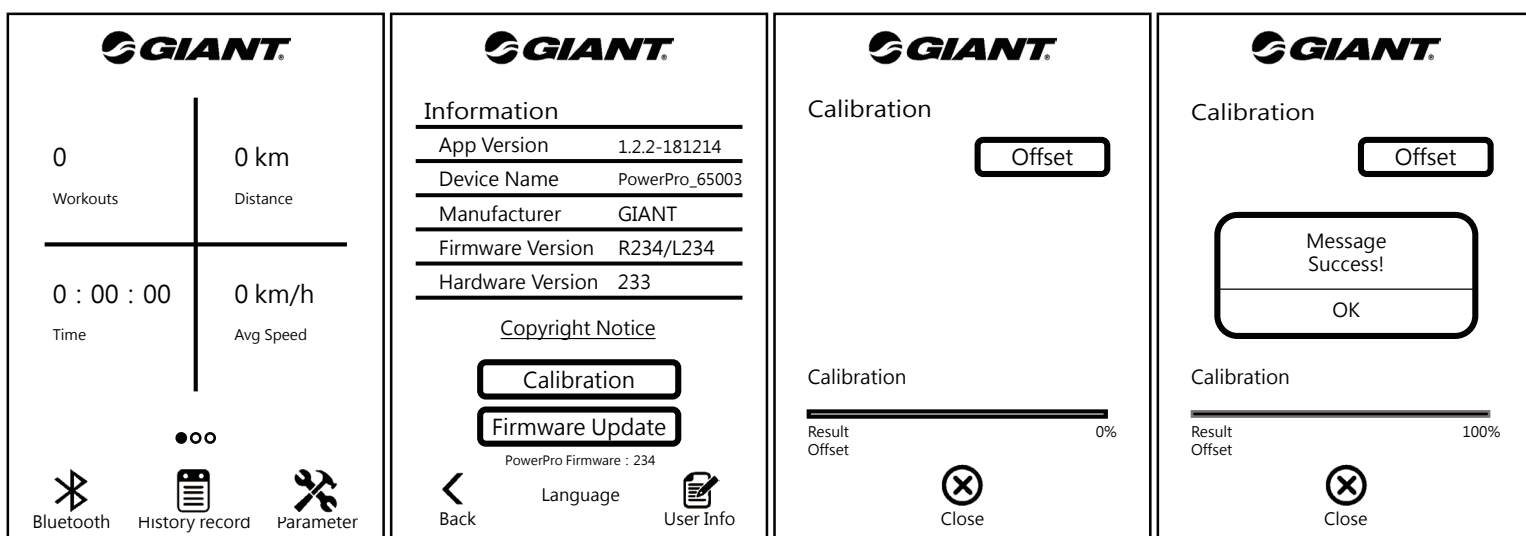 GIANT®
0
Workouts
0 km
Distance
0 : 00 : 00
Time
0 km/h
Avg Speed
Bluetooth
History record
Parameter
GIANT®
Information
App Version 1.2.2-181214
Device Name PowerPro_65003
Manufacturer GIANT
Firmware Version R234/L234
Hardware Version 233
Copyright Notice
Calibration
Firmware Update
PowerPro Firmware : 234
Back
Language
User Info
GIANT®
Calibration
Offset
Calibration
Result 0%
Offset
Close
GIANT®
Calibration
Offset
Message
Success!
OK
Calibration
Result 100%
Offset
Close